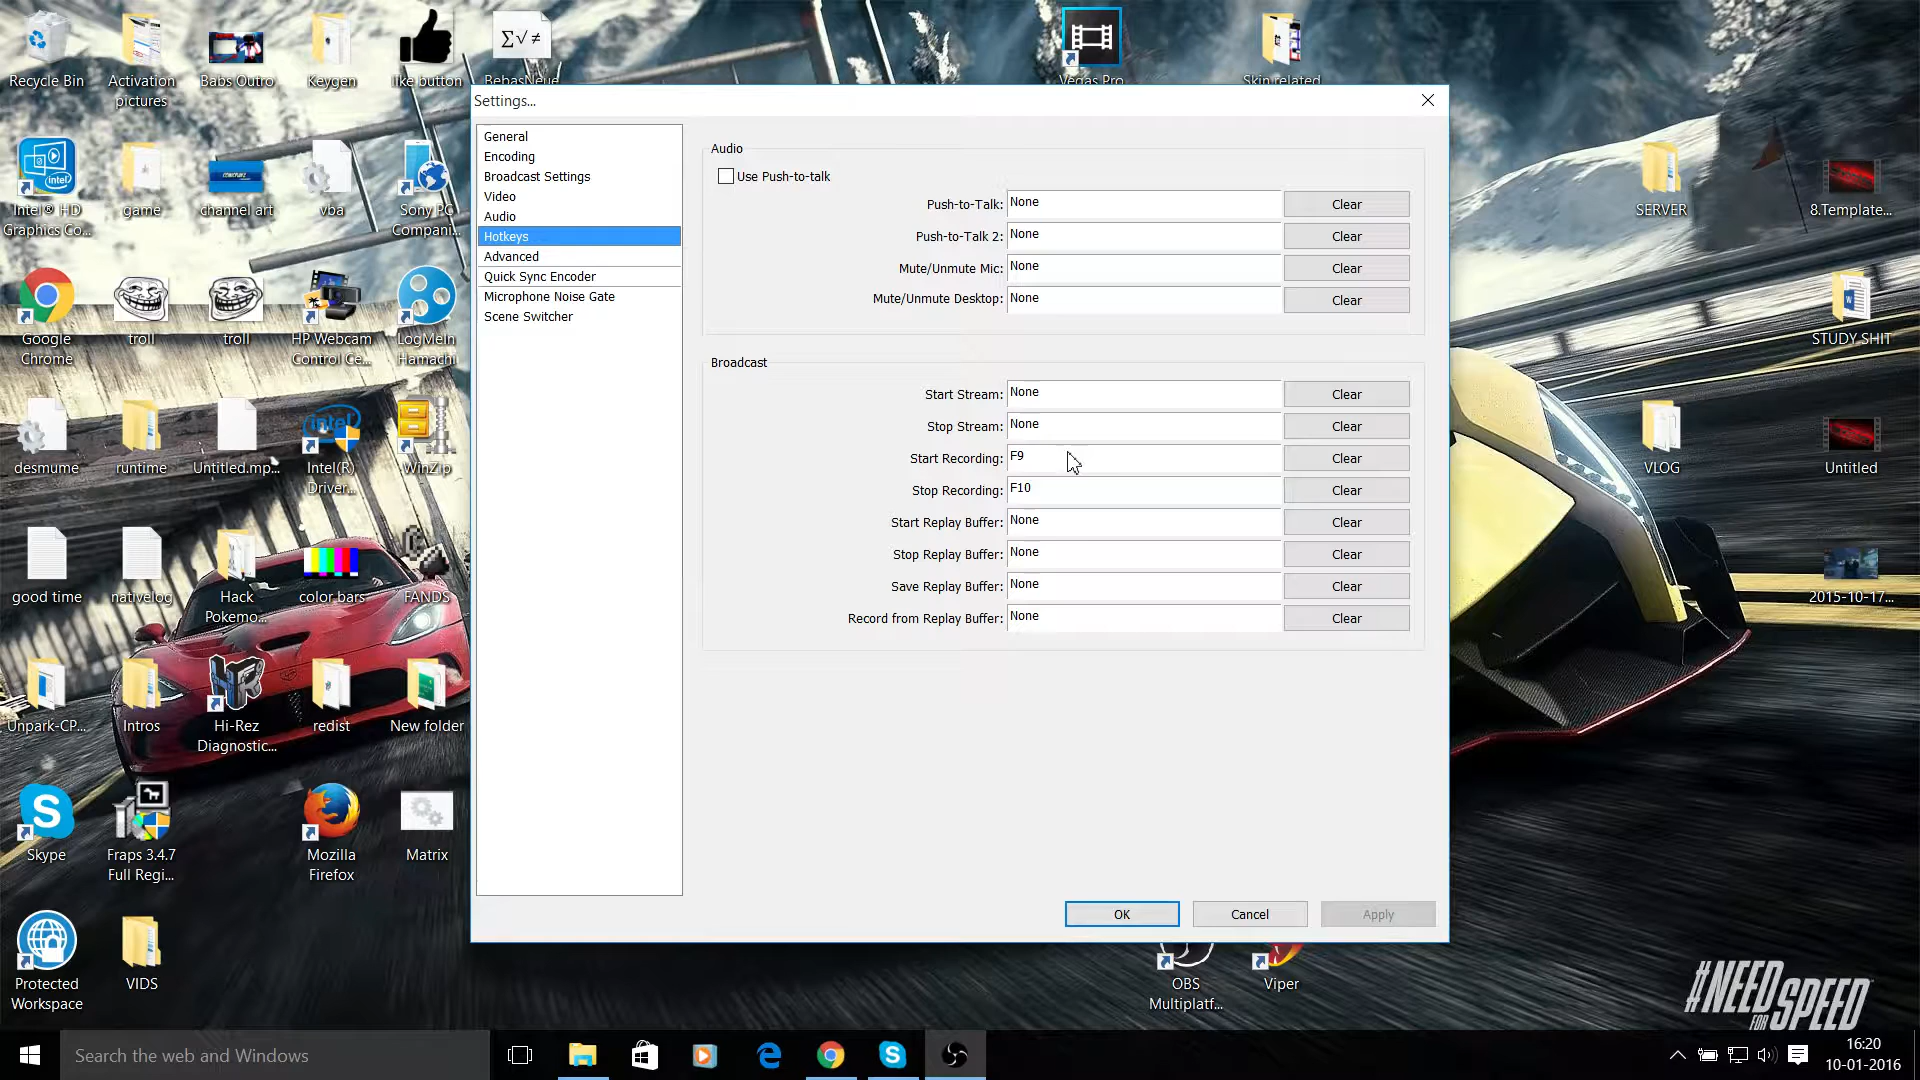 Recycle Bin
Activation
pictures
Babs Outro
Keygen
like button
BebasNeue
Vegas Pro
Skin related
Settings...
General
Encoding
Broadcast Settings
Video
Audio
Hotkeys
Advanced
Quick Sync Encoder
Microphone Noise Gate
Scene Switcher
Audio
Use Push-to-talk
Push-to-Talk: None Clear
Push-to-Talk 2: None Clear
Mute/Unmute Mic: None Clear
Mute/Unmute Desktop: None Clear
Broadcast
Start Stream: None Clear
Stop Stream: None Clear
Start Recording: F9 Clear
Stop Recording: F10 Clear
Start Replay Buffer: None Clear
Stop Replay Buffer: None Clear
Save Replay Buffer: None Clear
Record from Replay Buffer: None Clear
OK Cancel Apply
Intel® HD
Graphics Co...
game
channel art
vba
Sony PC
Compani...
SERVER
8.Template...
Google
Chrome
troll
troll
HP Webcam
Control Ce...
LogMeIn
Hamachi
STUDY SHIT
desmume
runtime
Untitled.mp...
Intel(R)
Driver...
WinZip
VLOG
Untitled
good time
nativelog
Hack
Pokemo...
color bars
FANDS
2015-10-17...
Unpark-CP...
Intros
Hi-Rez
Diagnostic...
redist
New folder
Skype
Fraps 3.4.7
Full Regi...
Mozilla
Firefox
Matrix
Protected
Workspace
VIDS
OBS
Multiplatf...
Viper
#NEED
FOR SPEED
Search the web and Windows
16:20
10-01-2016